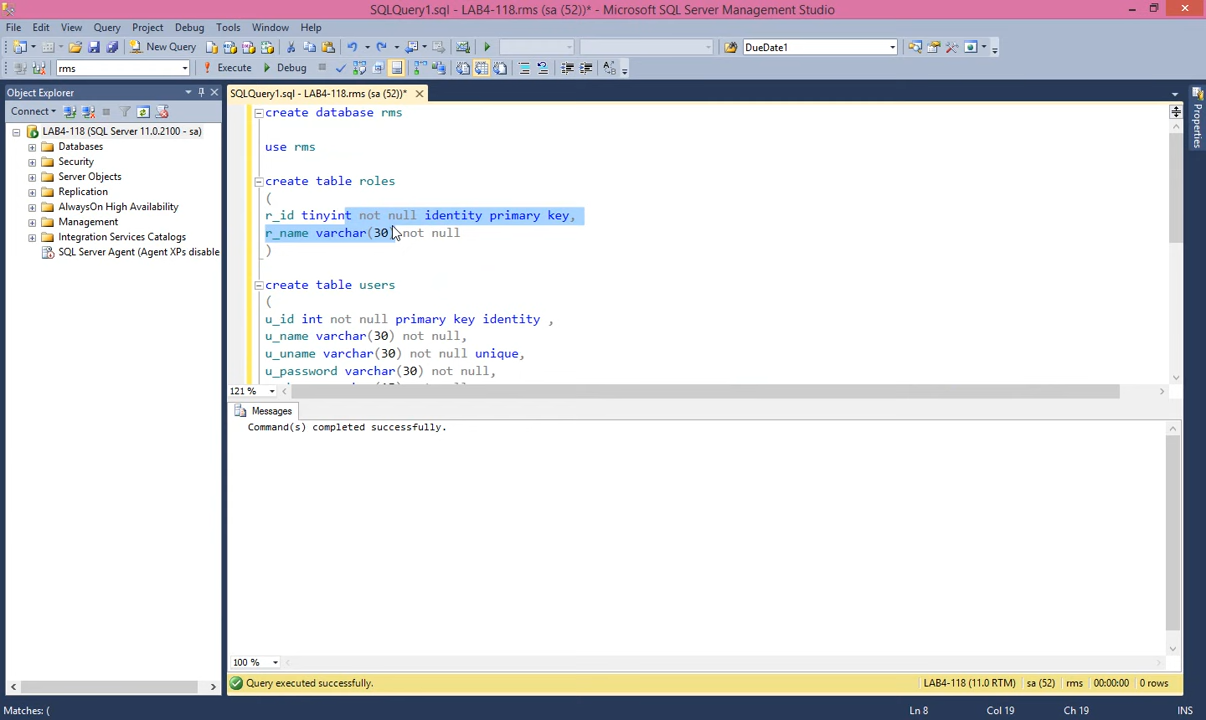 SQLQuery1.sql - LAB4-118.rms (sa (52))* - Microsoft SQL Server Management Studio
File Edit View Query Project Debug Tools Window Help
New Query
DueDate1
rms
Execute
Debug
Object Explorer
SQLQuery1.sql - LAB4-118.rms (sa (52))*
Connect
LAB4-118 (SQL Server 11.0.2100 - sa)
Databases
Security
Server Objects
Replication
AlwaysOn High Availability
Management
Integration Services Catalogs
SQL Server Agent (Agent XPs disable
create database rms
use rms
create table roles
(
r_id tinyint not null identity primary key,
r_name varchar(30) not null
)
create table users
(
u_id int not null primary key identity ,
u_name varchar(30) not null,
u_uname varchar(30) not null unique,
u_password varchar(30) not null,
121 %
Messages
Command(s) completed successfully.
100 %
Query executed successfully.
LAB4-118 (11.0 RTM) sa (52) rms 00:00:00 0 rows
Matches: (
Ln 8 Col 19 Ch 19 INS
Properties